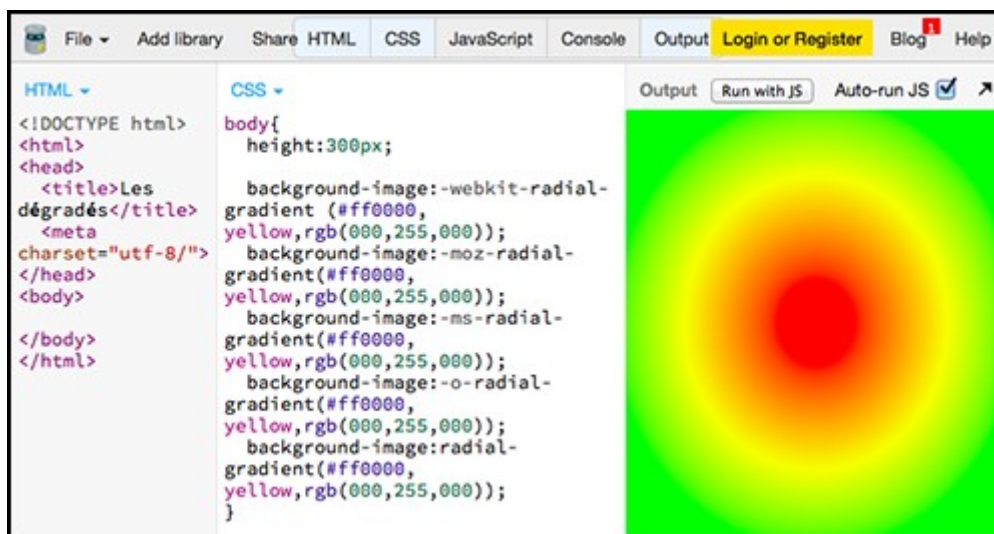 File ▾ Add library Share HTML CSS JavaScript Console Output Login or Register Blog 1 Help
HTML ▾
<!DOCTYPE html>
<html>
<head>
<title>Les
dégradés</title>
<meta
charset="utf-8/">
</head>
<body>
</body>
</html>
CSS ▾
body{
height:300px;
background-image:-webkit-radial-
gradient (#ff0000,
yellow,rgb(000,255,000));
background-image:-moz-radial-
gradient(#ff0000,
yellow,rgb(000,255,000));
background-image:-ms-radial-
gradient(#ff0000,
yellow,rgb(000,255,000));
background-image:-o-radial-
gradient(#ff0000,
yellow,rgb(000,255,000));
background-image:radial-
gradient(#ff0000,
yellow,rgb(000,255,000));
}
Output Run with JS Auto-run JS